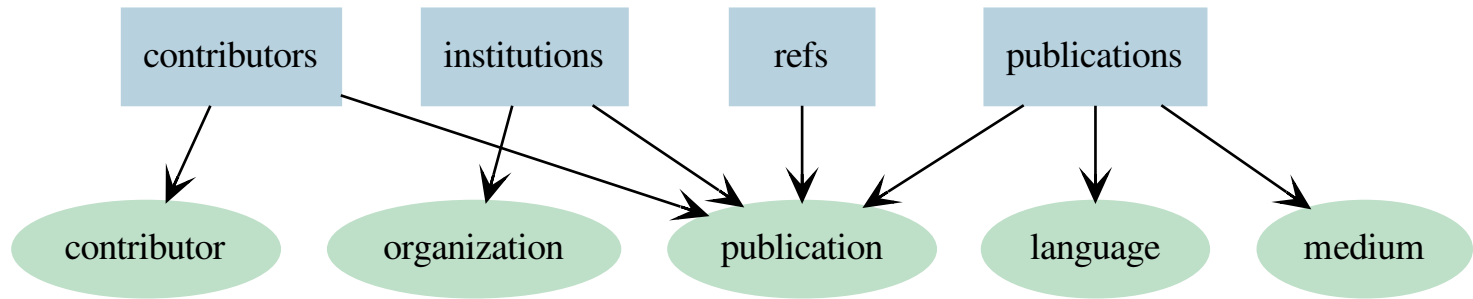 contributors
institutions
refs
publications
contributor
organization
publication
language
medium